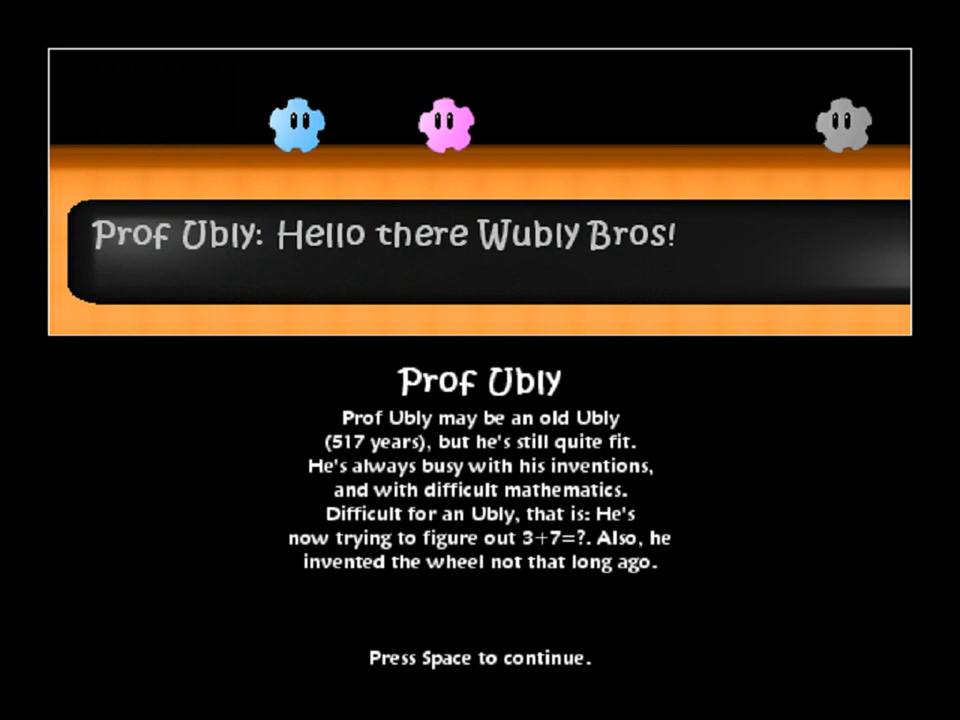 Prof Ubly: Hello there Wubly Bros!
Prof Ubly
Prof Ubly may be an old Ubly
(517 years), but he's still quite fit.
He's always busy with his inventions,
and with difficult mathematics.
Difficult for an Ubly, that is: He's
now trying to figure out 3+7=?. Also, he
invented the wheel not that long ago.
Press Space to continue.